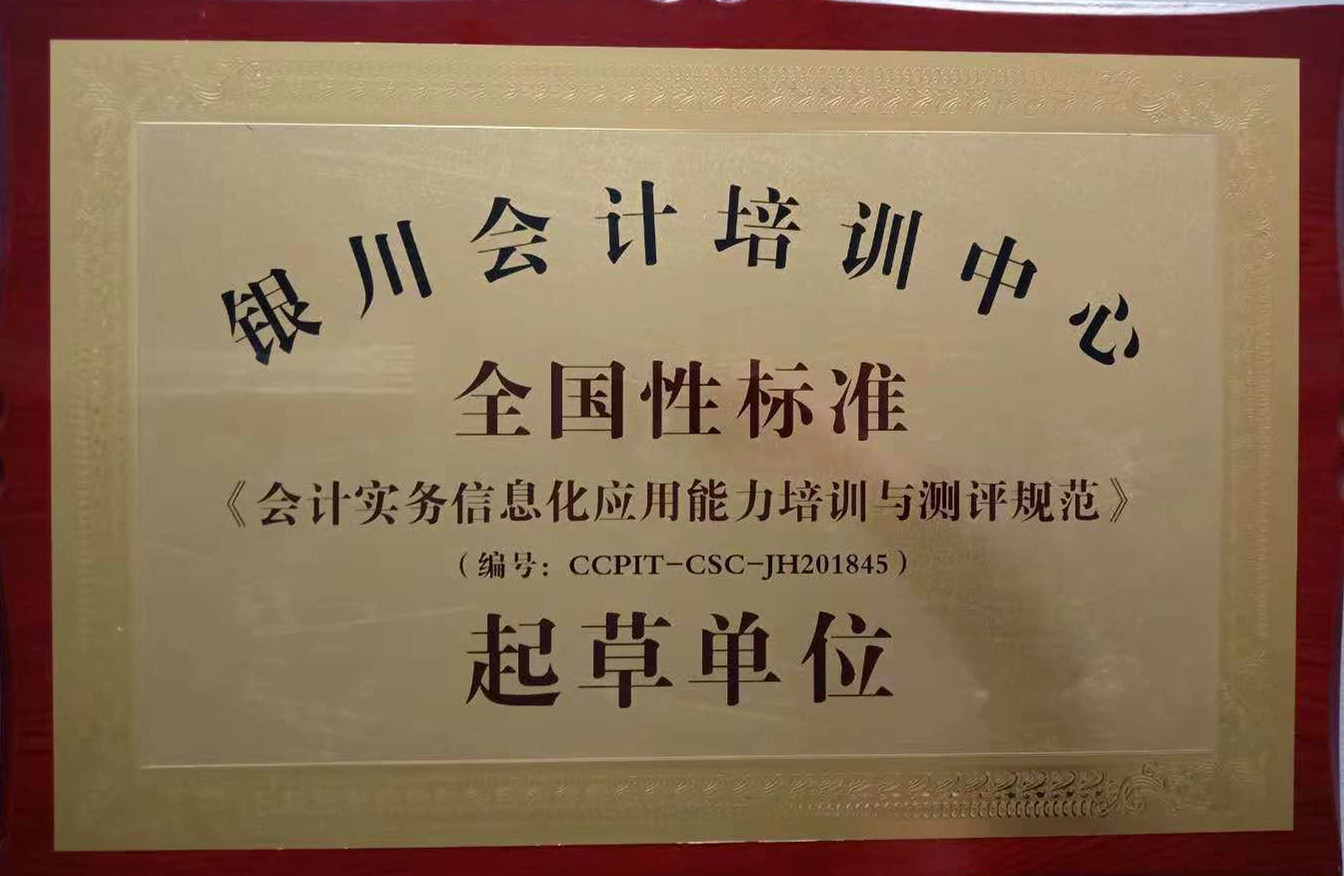 银川会计培训中心
全国性标准
《会计实务信息化应用能力培训与测评规范》
（编号：CCPIT-CSC-JH201845）
起草单位